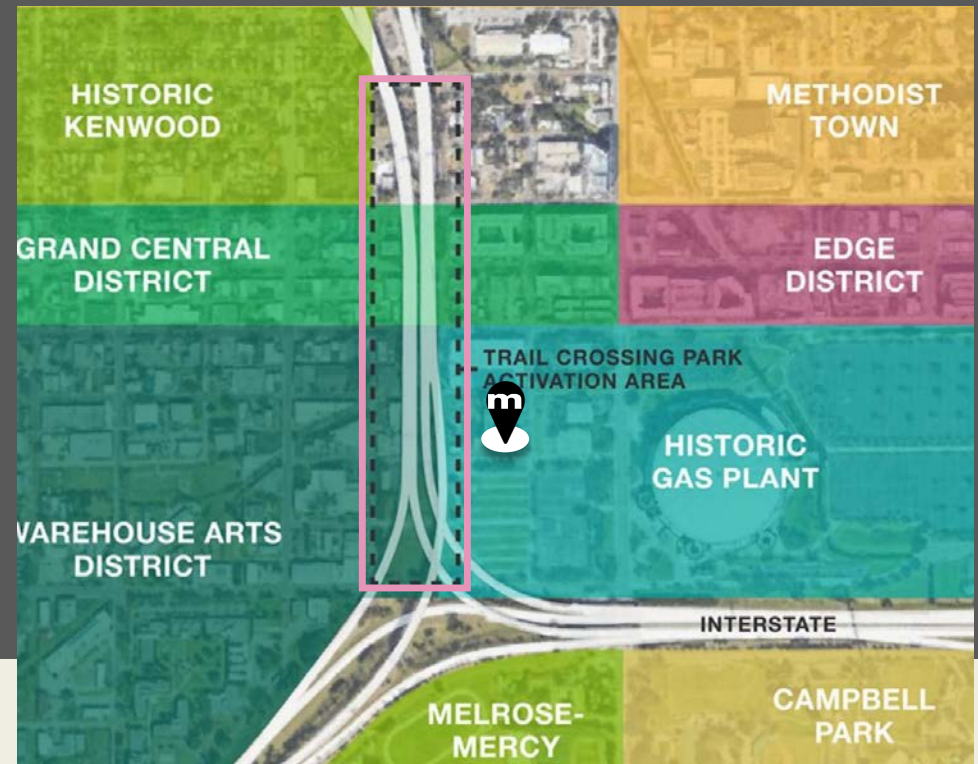 HISTORIC
KENWOOD
METHODIST
TOWN
GRAND CENTRAL
DISTRICT
EDGE
DISTRICT
TRAIL CROSSING PARK
ACTIVATION AREA
m
HISTORIC
GAS PLANT
WAREHOUSE ARTS
DISTRICT
INTERSTATE
MELROSE-
MERCY
CAMPBELL
PARK